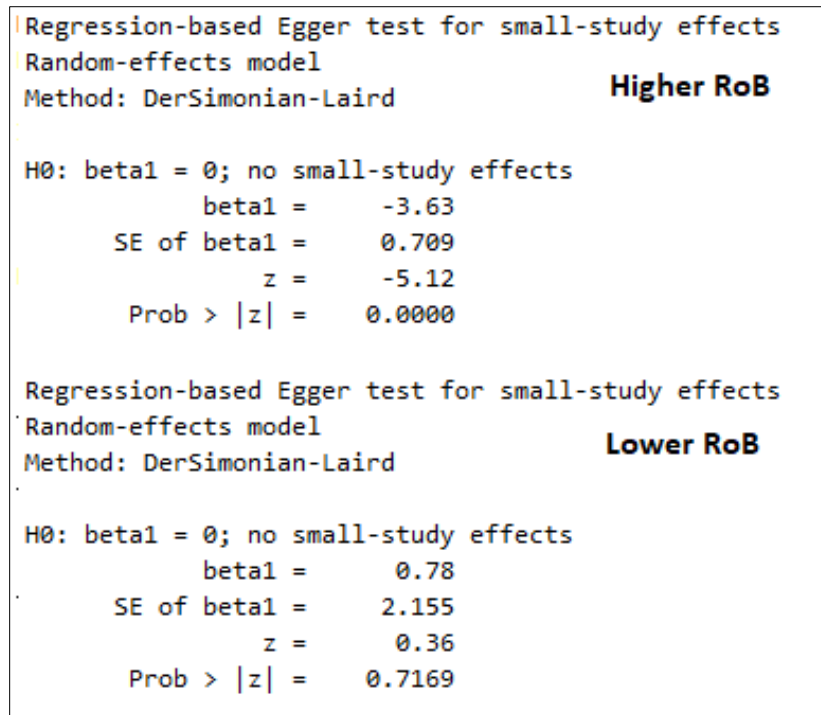 Regression-based Egger test for small-study effects
Random-effects model
Method: DerSimonian-Laird
Higher RoB
H0: beta1 = 0; no small-study effects
beta1 = -3.63
SE of beta1 = 0.709
z = -5.12
Prob > |z| = 0.0000
Regression-based Egger test for small-study effects
Random-effects model
Method: DerSimonian-Laird
Lower RoB
H0: beta1 = 0; no small-study effects
beta1 = 0.78
SE of beta1 = 2.155
z = 0.36
Prob > |z| = 0.7169